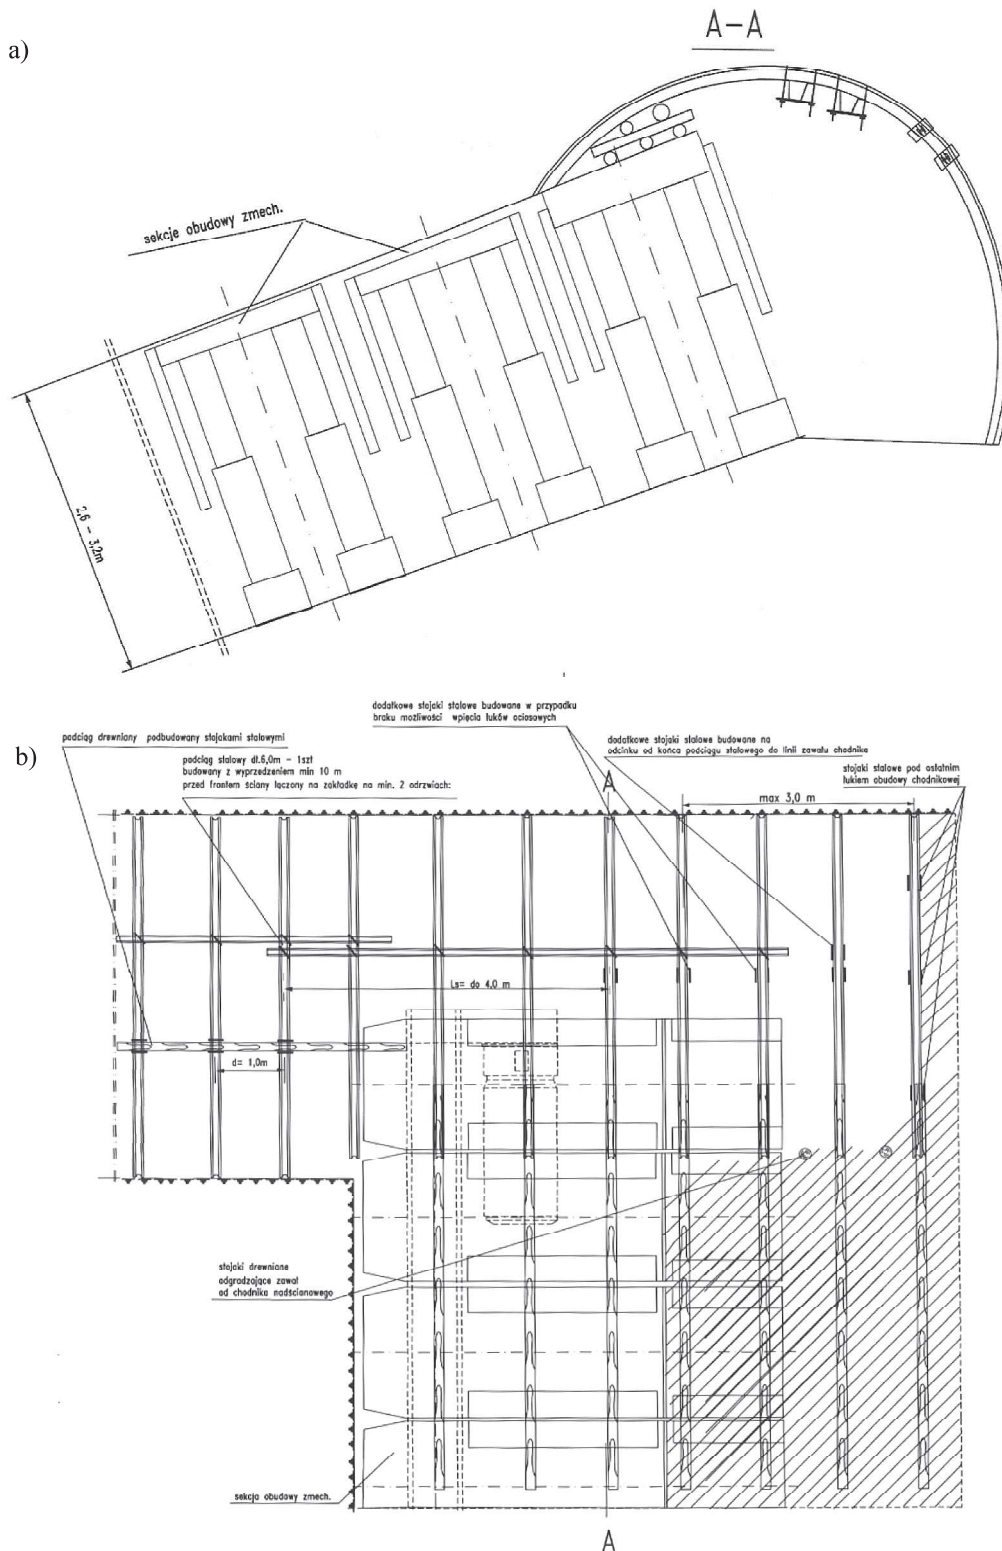 a)
A-A
sekcje obudowy zmech.
2,6 - 3,2m
b)
podciąg drewniany podbudowany stojakami stalowymi
podciąg stalowy dł.6,0m - 1szt
budowany z wyprzedzeniem min 10 m
przed frontem ściany łączony na zakładkę na min. 2 odrzwiach:
dodatkowe stojaki stalowe budowane w przypadku
braku możliwości wpięcia łuków ociosowych
dodatkowe stojaki stalowe budowane na
odcinku od końca podciągu stalowego do linii zawału chodnika
stojaki stalowe pod ostatnim
łukiem obudowy chodnikowej
A
max 3,0 m
Ls= do 4,0 m
d= 1,0m
stojaki drewniane
odgradzające zawał
od chodnika nadścianowego
sekcja obudowy zmech.
A